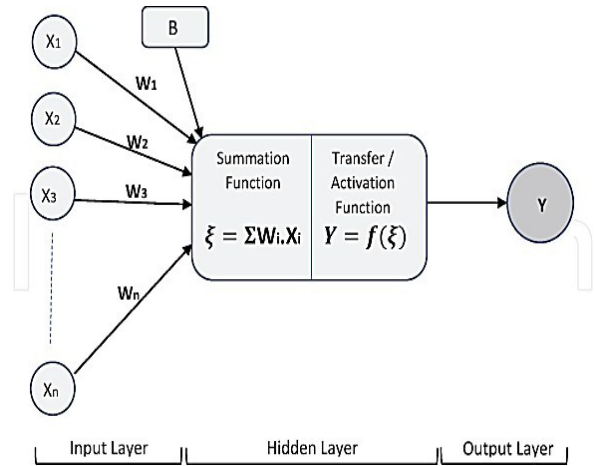 X1
B
W1
X2
W2
X3
W3
Wn
Xn
Summation
Function
ξ = ΣWi.Xi
Transfer /
Activation
Function
Y = f(ξ)
Y
Input Layer
Hidden Layer
Output Layer